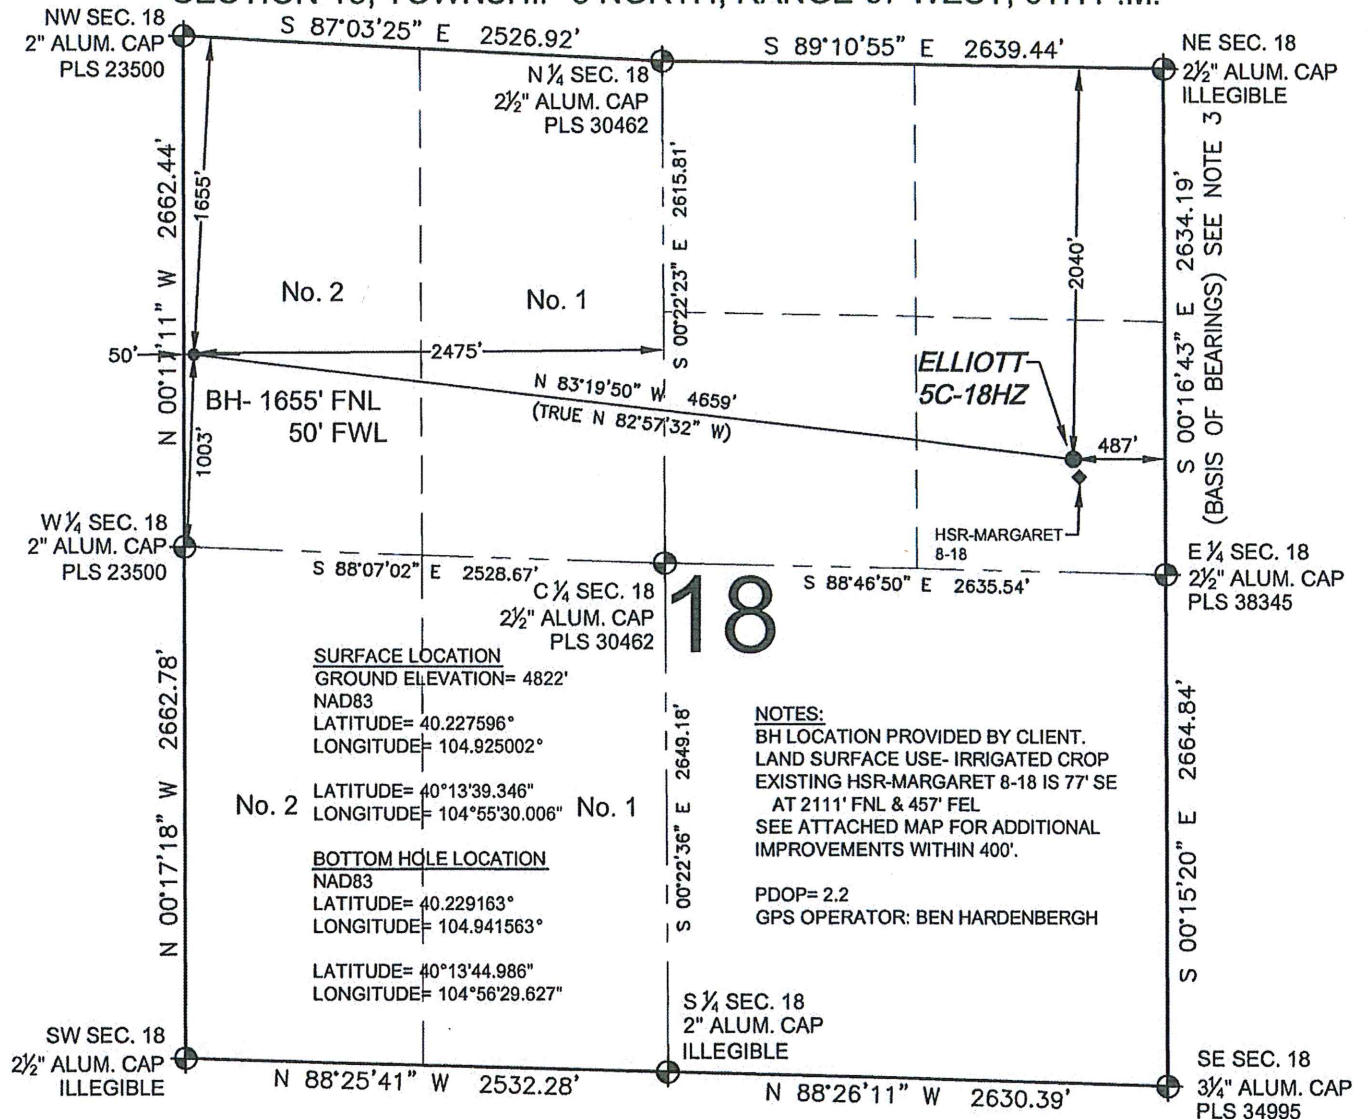 SECTION 18, TOWNSHIP 3 NORTH, RANGE 67 WEST, 6TH P.M.
NW SEC. 18
2" ALUM. CAP
PLS 23500
S 87°03'25" E 2526.92'
S 89°10'55" E 2639.44'
NE SEC. 18
2½" ALUM. CAP
ILLEGIBLE
N ¼ SEC. 18
2½" ALUM. CAP
PLS 30462
N 00°17'11" W 2662.44'
1655'
S 00°22'23" E 2615.81'
2040'
S 00°16'43" E 2634.19'
(BASIS OF BEARINGS) SEE NOTE 3
No. 2
No. 1
50'
2475'
BH- 1655' FNL
50' FWL
1003'
N 83°19'50" W 4659'
(TRUE N 82°57'32" W)
ELLIOTT
5C-18HZ
487'
HSR-MARGARET
8-18
W ¼ SEC. 18
2" ALUM. CAP
PLS 23500
S 88°07'02" E 2528.67'
C ¼ SEC. 18
2½" ALUM. CAP
PLS 30462
18
S 88°46'50" E 2635.54'
E ¼ SEC. 18
2½" ALUM. CAP
PLS 38345
N 00°17'18" W 2662.78'
SURFACE LOCATION
GROUND ELEVATION= 4822'
NAD83
LATITUDE= 40.227596°
LONGITUDE= 104.925002°
LATITUDE= 40°13'39.346"
LONGITUDE= 104°55'30.006"
No. 2
No. 1
BOTTOM HOLE LOCATION
NAD83
LATITUDE= 40.229163°
LONGITUDE= 104.941563°
LATITUDE= 40°13'44.986"
LONGITUDE= 104°56'29.627"
S 00°22'36" E 2649.18'
NOTES:
BH LOCATION PROVIDED BY CLIENT.
LAND SURFACE USE- IRRIGATED CROP
EXISTING HSR-MARGARET 8-18 IS 77' SE
AT 2111' FNL & 457' FEL
SEE ATTACHED MAP FOR ADDITIONAL
IMPROVEMENTS WITHIN 400'.
PDOP= 2.2
GPS OPERATOR: BEN HARDENBERGH
S 00°15'20" E 2664.84'
SW SEC. 18
2½" ALUM. CAP
ILLEGIBLE
N 88°25'41" W 2532.28'
S ¼ SEC. 18
2" ALUM. CAP
ILLEGIBLE
N 88°26'11" W 2630.39'
SE SEC. 18
3¼" ALUM. CAP
PLS 34995